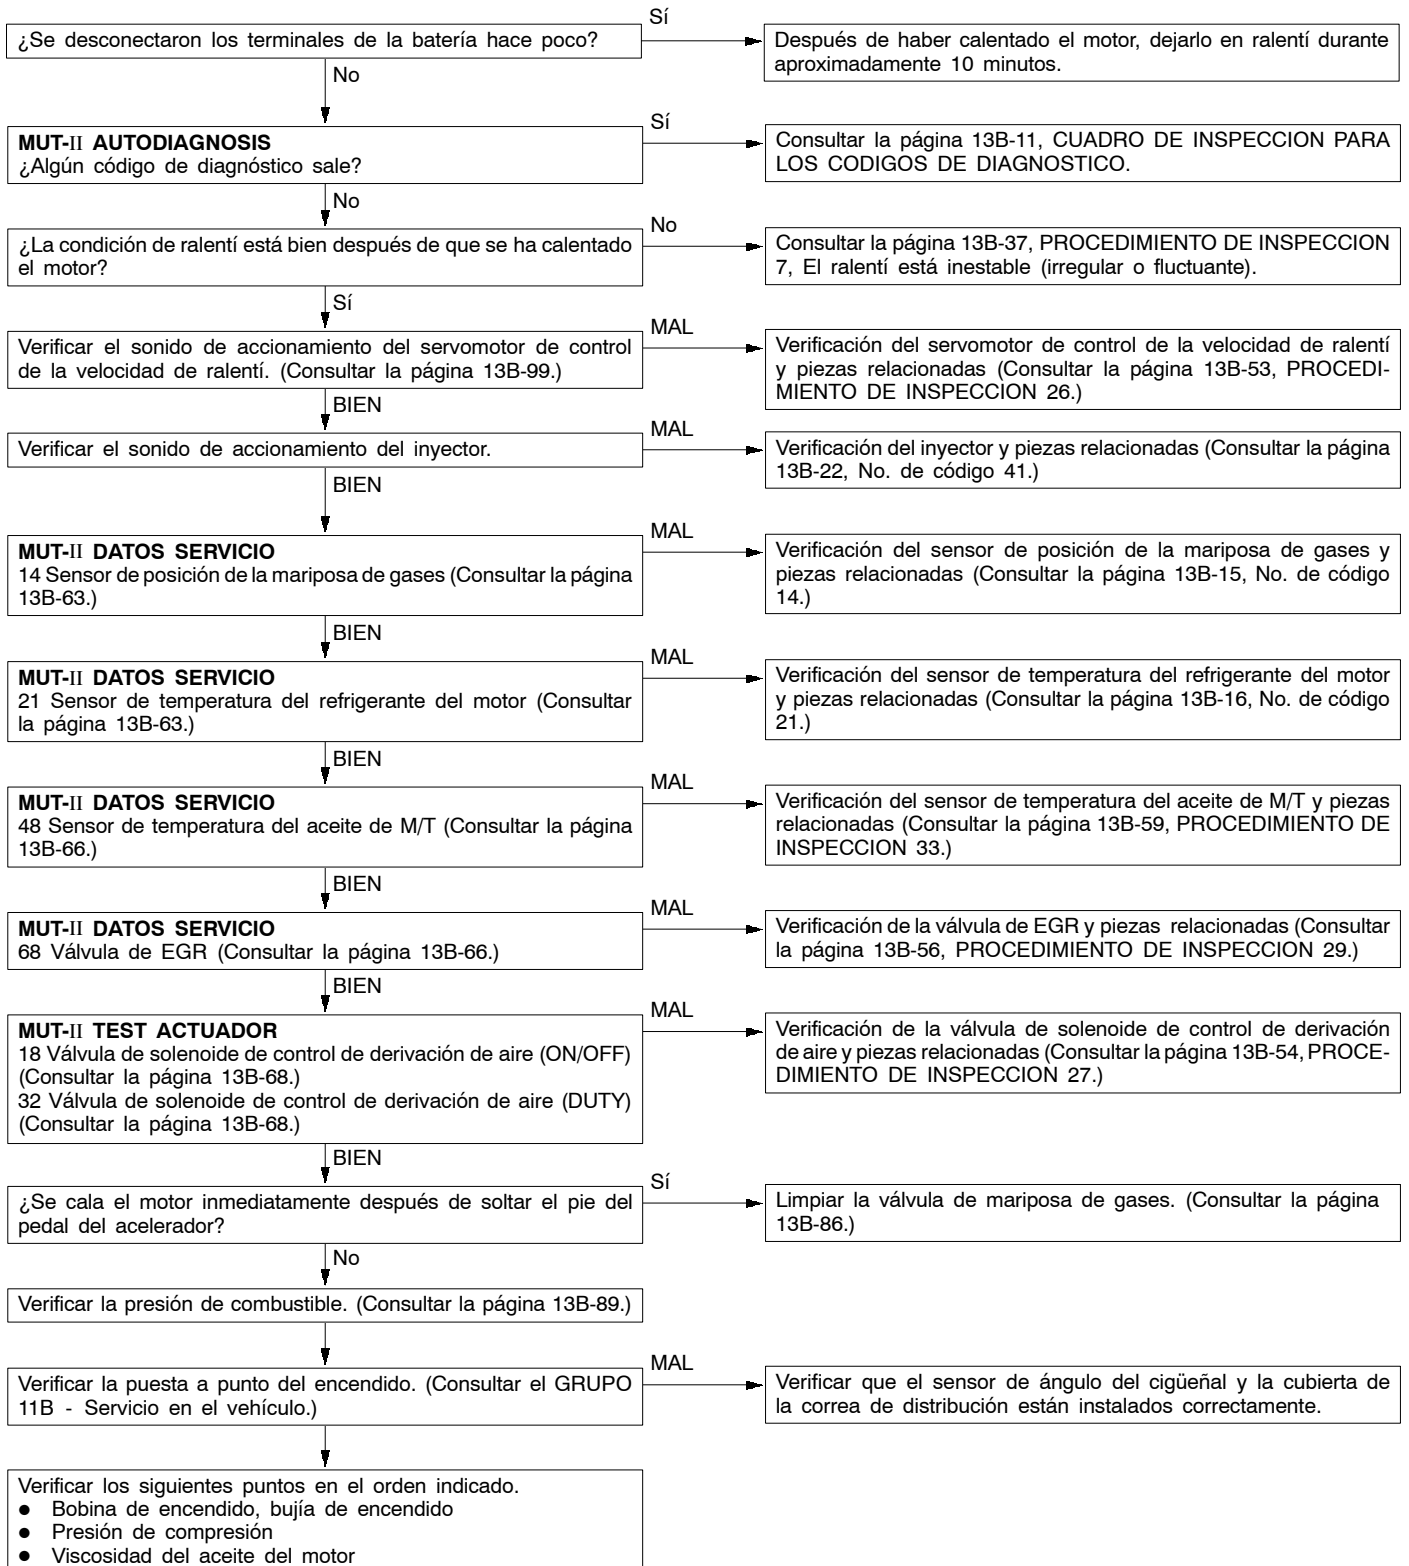 ¿Se desconectaron los terminales de la batería hace poco?
Sí
Después de haber calentado el motor, dejarlo en ralentí durante
aproximadamente 10 minutos.
No
MUT-II AUTODIAGNOSIS
¿Algún código de diagnóstico sale?
Sí
Consultar la página 13B-11, CUADRO DE INSPECCION PARA
LOS CODIGOS DE DIAGNOSTICO.
No
¿La condición de ralentí está bien después de que se ha calentado
el motor?
No
Consultar la página 13B-37, PROCEDIMIENTO DE INSPECCION
7, El ralentí está inestable (irregular o fluctuante).
Sí
Verificar el sonido de accionamiento del servomotor de control
de la velocidad de ralentí. (Consultar la página 13B-99.)
MAL
Verificación del servomotor de control de la velocidad de ralentí
y piezas relacionadas (Consultar la página 13B-53, PROCEDI-
MIENTO DE INSPECCION 26.)
BIEN
Verificar el sonido de accionamiento del inyector.
MAL
Verificación del inyector y piezas relacionadas (Consultar la página
13B-22, No. de código 41.)
BIEN
MUT-II DATOS SERVICIO
14 Sensor de posición de la mariposa de gases (Consultar la página
13B-63.)
MAL
Verificación del sensor de posición de la mariposa de gases y
piezas relacionadas (Consultar la página 13B-15, No. de código
14.)
BIEN
MUT-II DATOS SERVICIO
21 Sensor de temperatura del refrigerante del motor (Consultar
la página 13B-63.)
MAL
Verificación del sensor de temperatura del refrigerante del motor
y piezas relacionadas (Consultar la página 13B-16, No. de código
21.)
BIEN
MUT-II DATOS SERVICIO
48 Sensor de temperatura del aceite de M/T (Consultar la página
13B-66.)
MAL
Verificación del sensor de temperatura del aceite de M/T y piezas
relacionadas (Consultar la página 13B-59, PROCEDIMIENTO DE
INSPECCION 33.)
BIEN
MUT-II DATOS SERVICIO
68 Válvula de EGR (Consultar la página 13B-66.)
MAL
Verificación de la válvula de EGR y piezas relacionadas (Consultar
la página 13B-56, PROCEDIMIENTO DE INSPECCION 29.)
BIEN
MUT-II TEST ACTUADOR
18 Válvula de solenoide de control de derivación de aire (ON/OFF)
(Consultar la página 13B-68.)
32 Válvula de solenoide de control de derivación de aire (DUTY)
(Consultar la página 13B-68.)
MAL
Verificación de la válvula de solenoide de control de derivación
de aire y piezas relacionadas (Consultar la página 13B-54, PROCE-
DIMIENTO DE INSPECCION 27.)
BIEN
¿Se cala el motor inmediatamente después de soltar el pie del
pedal del acelerador?
Sí
Limpiar la válvula de mariposa de gases. (Consultar la página
13B-86.)
No
Verificar la presión de combustible. (Consultar la página 13B-89.)
Verificar la puesta a punto del encendido. (Consultar el GRUPO
11B - Servicio en el vehículo.)
MAL
Verificar que el sensor de ángulo del cigüeñal y la cubierta de
la correa de distribución están instalados correctamente.
Verificar los siguientes puntos en el orden indicado.
● Bobina de encendido, bujía de encendido
● Presión de compresión
● Viscosidad del aceite del motor